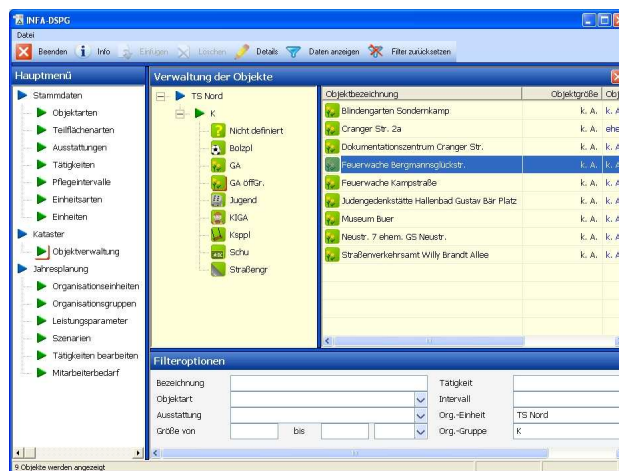 INFA-DSPG
Datei
Beenden Info Einfügen Löschen Details Daten anzeigen Filter zurücksetzen
Hauptmenü
Stammdaten
Objektarten
Teilflächenarten
Ausstattungen
Tätigkeiten
Pflegeintervalle
Einheitsarten
Einheiten
Kataster
Objektverwaltung
Jahresplanung
Organisationseinheiten
Organisationsgruppen
Leistungsparameter
Szenarien
Tätigkeiten bearbeiten
Mitarbeiterbedarf
Verwaltung der Objekte
TS Nord
K
Nicht definiert
Bolzpl
GA
GA öffGr.
Jugend
KIGA
Ksppl
Schu
Straßengr
Objektbezeichnung Objektgröße Obj
Blindengarten Sondernkamp k. A. k. A
Cranger Str. 2a k. A. ehe
Dokumentationszentrum Cranger Str. k. A. k. A
Feuerwache Bergmannsglückstr. k. A. k. A
Feuerwache Kampstraße k. A. k. A
Judengedenkstätte Hallenbad Gustav Bär Platz k. A. k. A
Museum Buer k. A. k. A
Neustr. 7 ehem. GS Neustr. k. A. k. A
Straßenverkehrsamt Willy Brandt Allee k. A. k. A
Filteroptionen
Bezeichnung Tätigkeit
Objektart Intervall
Ausstattung Org.-Einheit TS Nord
Größe von bis Org.-Gruppe K
9 Objekte werden angezeigt